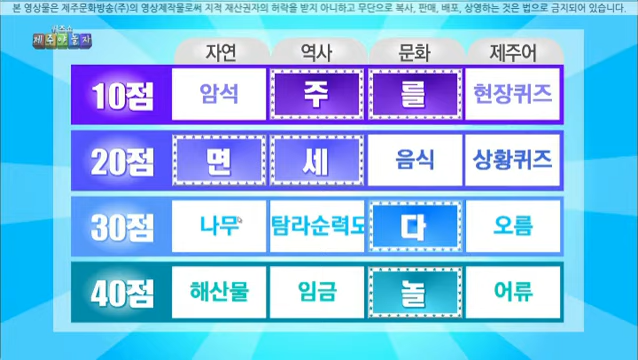 본 영상물은 제주문화방송(주)의 영상제작물로써 지적 재산권자의 허락을 받지 아니하고 무단으로 복사, 판매, 배포, 상영하는 것은 법으로 금지되어 있습니다.
제주야 놀자
자연 역사 문화 제주어
10점 암석 주 를 현장퀴즈
20점 면 세 음식 상황퀴즈
30점 나무 탐라순력도 다 오름
40점 해산물 임금 놀 어류